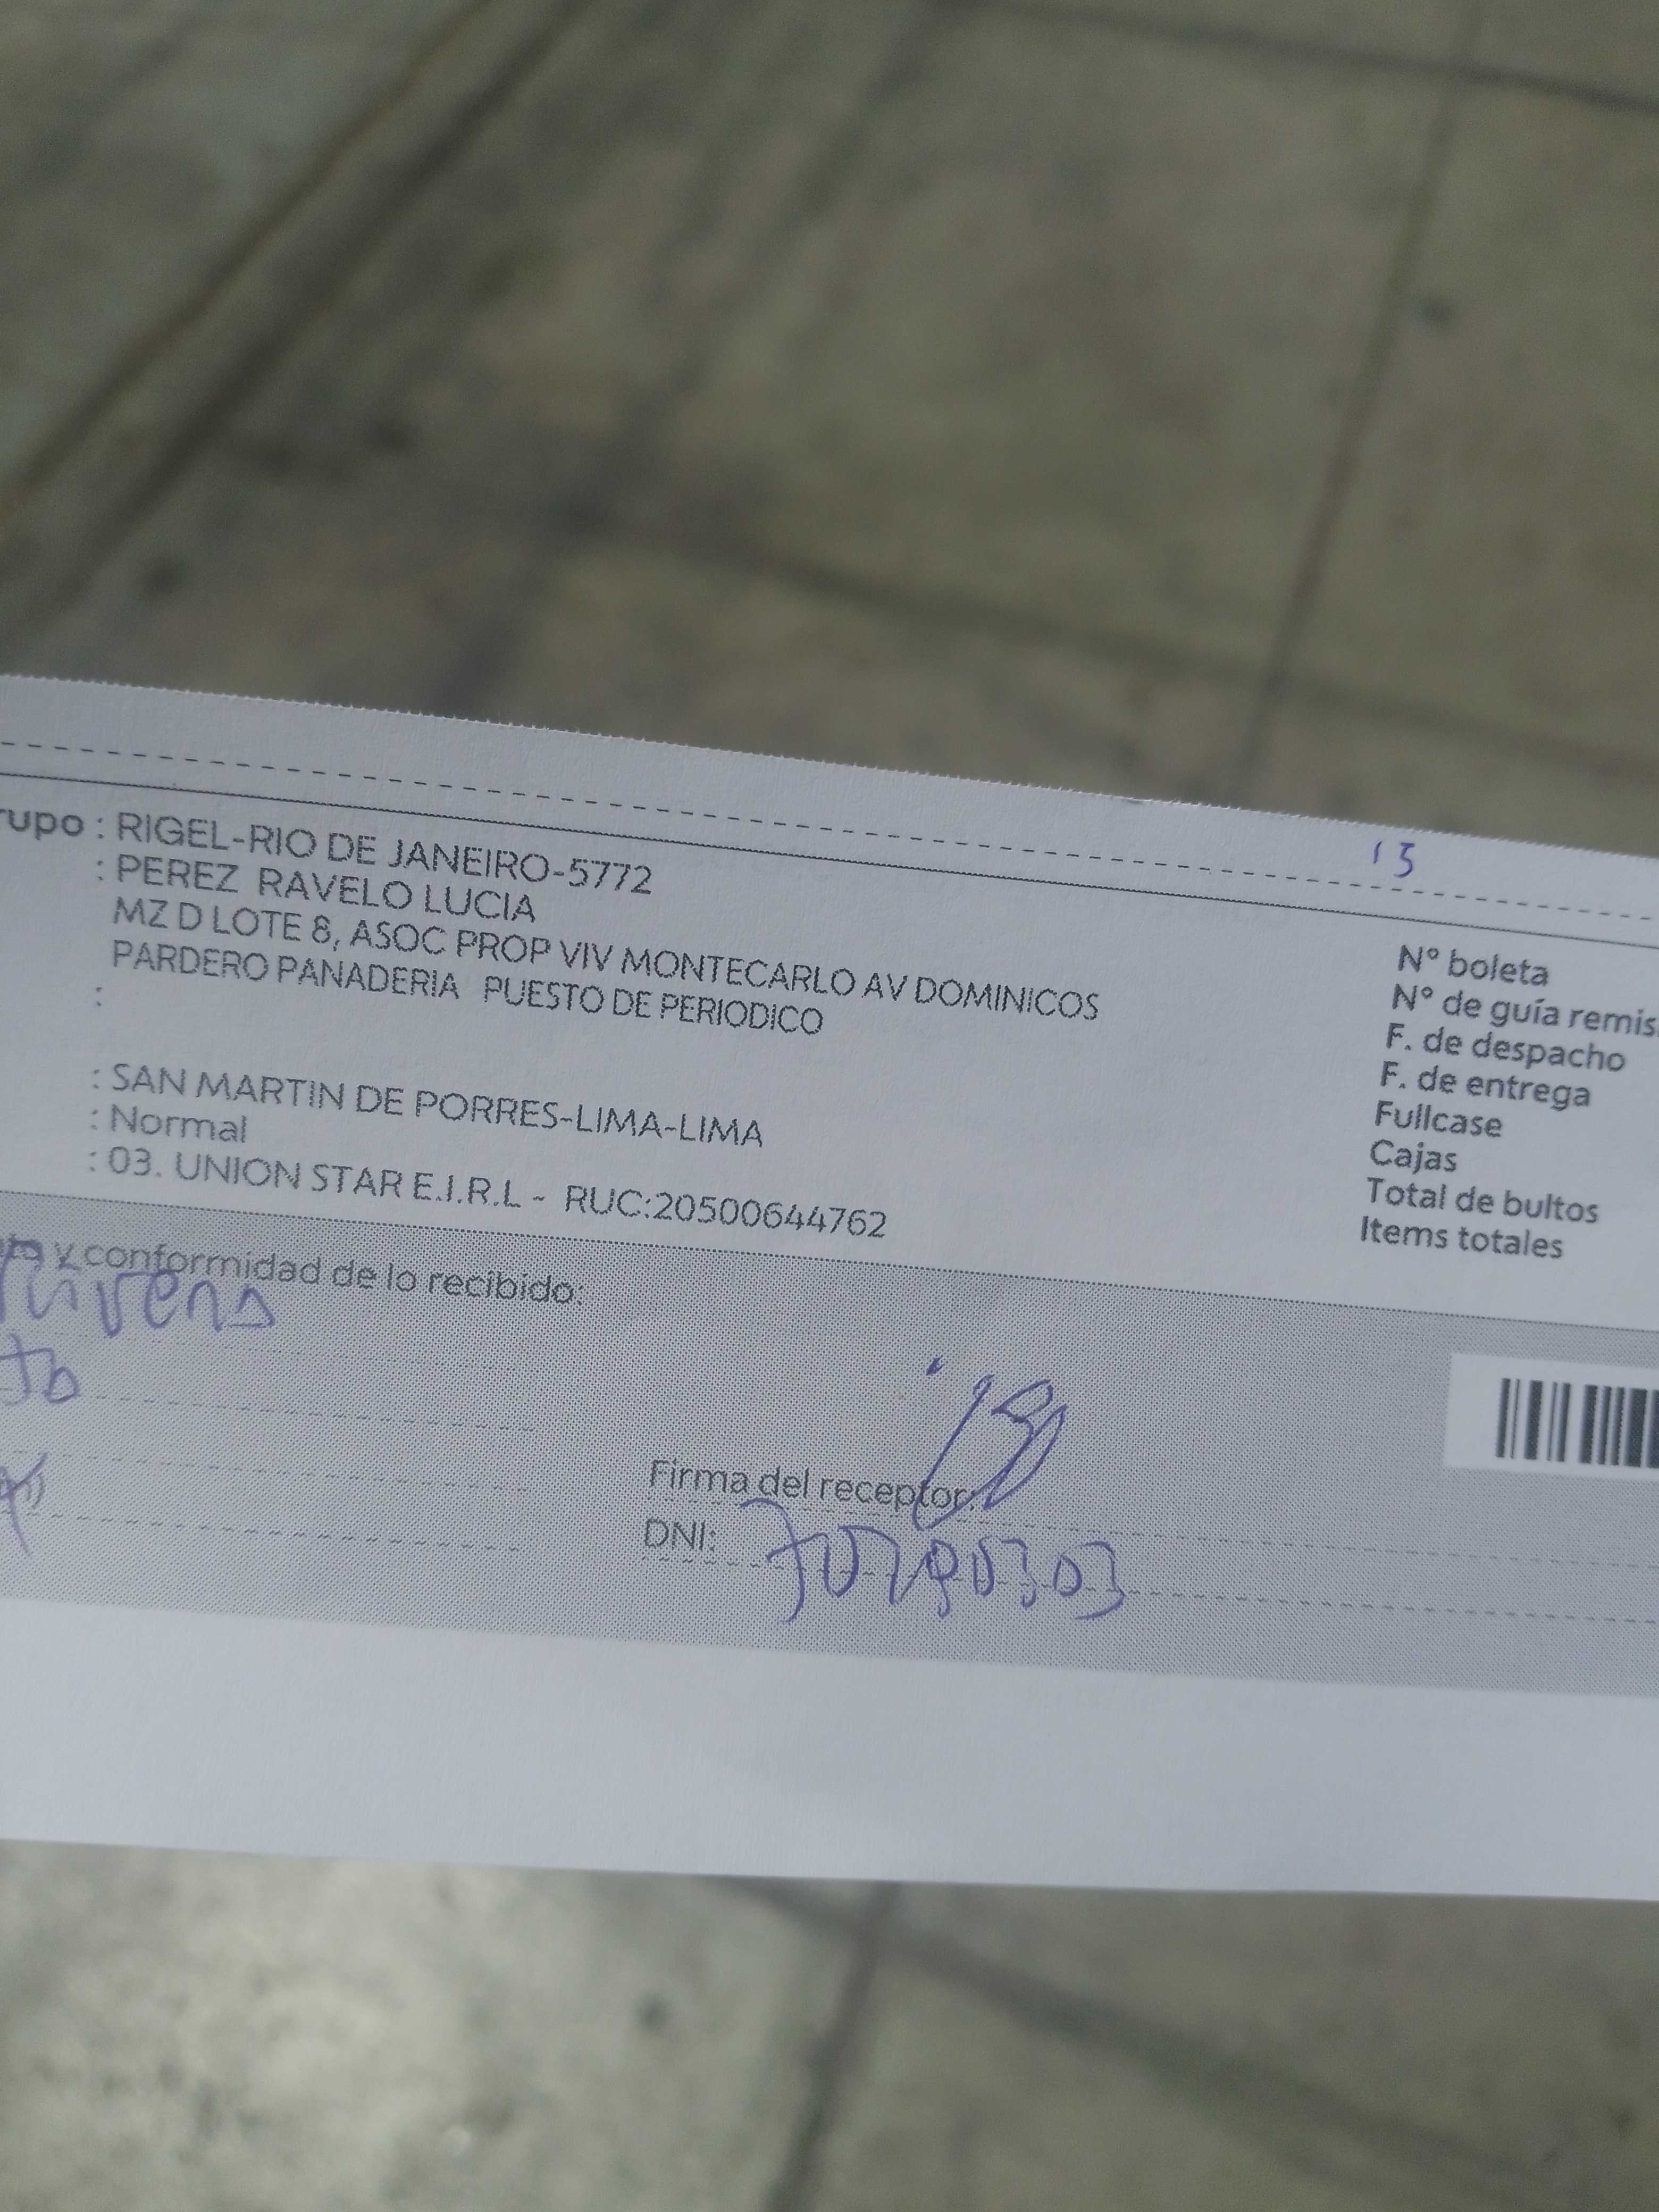 13
rupo : RIGEL-RIO DE JANEIRO-5772
: PEREZ RAVELO LUCIA
MZ D LOTE 8, ASOC PROP VIV MONTECARLO AV DOMINICOS
PARDERO PANADERIA PUESTO DE PERIODICO
:
: SAN MARTIN DE PORRES-LIMA-LIMA
: Normal
: 03. UNION STAR E.I.R.L - RUC:20500644762
N° boleta
N° de guía remis
F. de despacho
F. de entrega
Fullcase
Cajas
Total de bultos
Items totales
y conformidad de lo recibido:
Firma del receptor:
DNI: